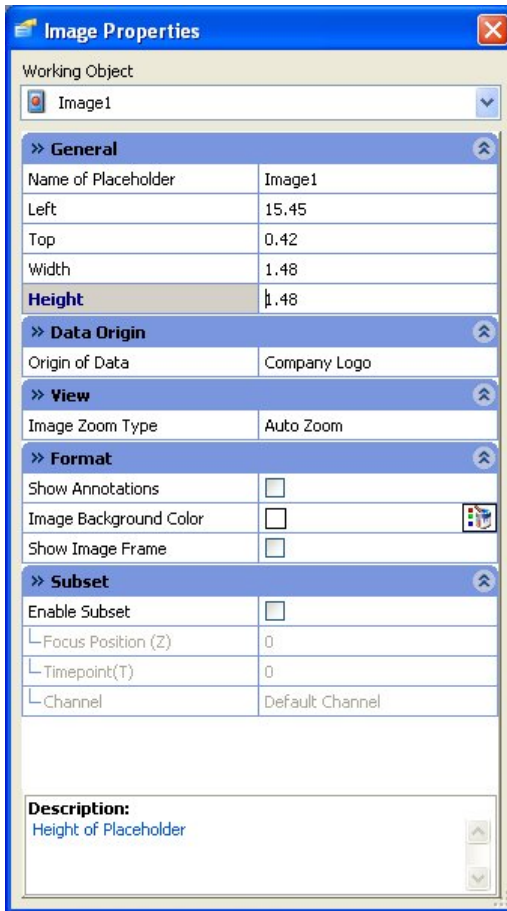 Image Properties
Working Object
Image1
» General
Name of Placeholder Image1
Left 15.45
Top 0.42
Width 1.48
Height 1.48
» Data Origin
Origin of Data Company Logo
» View
Image Zoom Type Auto Zoom
» Format
Show Annotations
Image Background Color
Show Image Frame
» Subset
Enable Subset
Focus Position (Z) 0
Timepoint(T) 0
Channel Default Channel
Description:
Height of Placeholder